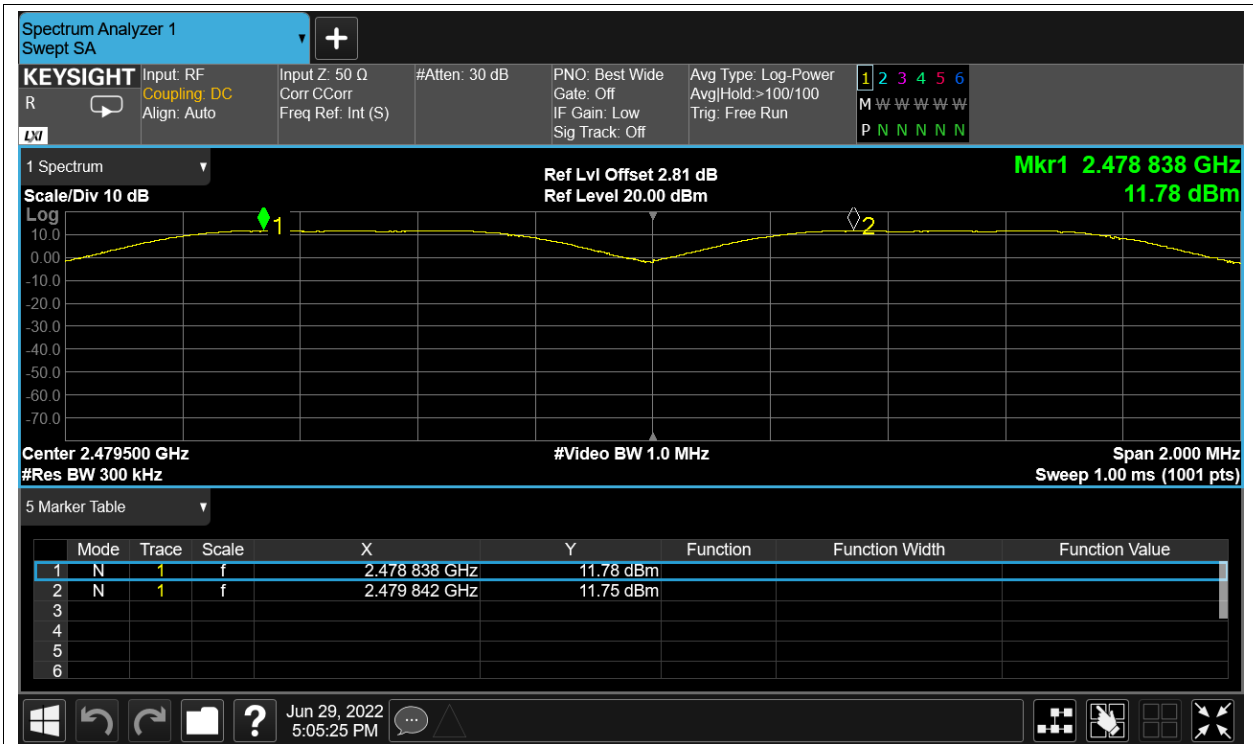 Spectrum Analyzer 1
Swept SA
+
KEYSIGHT Input: RF Input Z: 50 Ω #Atten: 30 dB PNO: Best Wide Avg Type: Log-Power 1 2 3 4 5 6
R Coupling: DC Corr CCorr Gate: Off Avg|Hold:>100/100
Align: Auto Freq Ref: Int (S) IF Gain: Low Trig: Free Run M W W W W W
LXI Sig Track: Off P N N N N N
1 Spectrum Ref Lvl Offset 2.81 dB Mkr1 2.478 838 GHz
Scale/Div 10 dB Ref Level 20.00 dBm 11.78 dBm
Log
1 2
10.0
0.00
-10.0
-20.0
-30.0
-40.0
-50.0
-60.0
-70.0
Center 2.479500 GHz #Video BW 1.0 MHz Span 2.000 MHz
#Res BW 300 kHz Sweep 1.00 ms (1001 pts)
5 Marker Table
Mode Trace Scale X Y Function Function Width Function Value
1 N 1 f 2.478 838 GHz 11.78 dBm
2 N 1 f 2.479 842 GHz 11.75 dBm
3
4
5
6
? Jun 29, 2022
5:05:25 PM